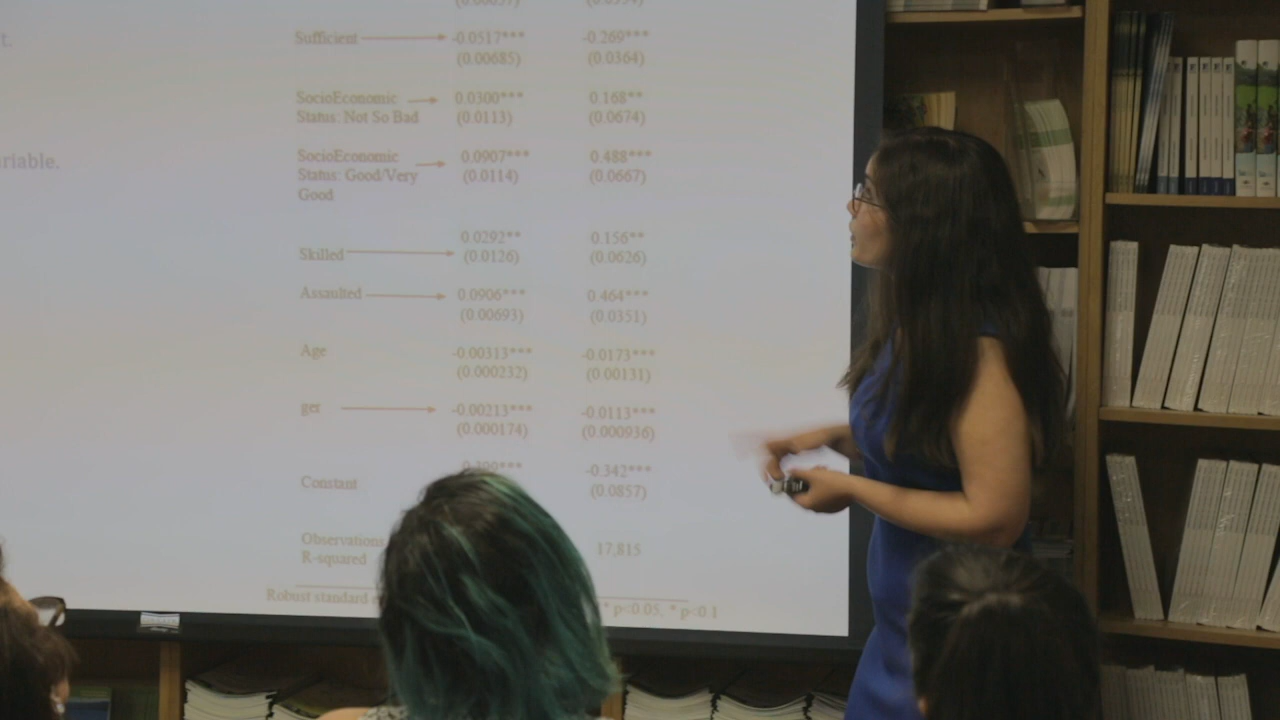 t.
riable.
Sufficient -0.0517*** -0.269***
(0.00685) (0.0364)
SocioEconomic 0.0300*** 0.168**
Status: Not So Bad (0.0113) (0.0674)
SocioEconomic 0.0907*** 0.488***
Status: Good/Very (0.0114) (0.0667)
Good
0.0292** 0.156**
Skilled (0.0126) (0.0626)
Assaulted 0.0906*** 0.464***
(0.00693) (0.0351)
Age -0.00313*** -0.0173***
(0.000232) (0.00131)
ger -0.00213*** -0.0113***
(0.000174) (0.000936)
-0.342***
Constant (0.0857)
Observations 17,815
R-squared
Robust standard * p<0.05, * p<0.1